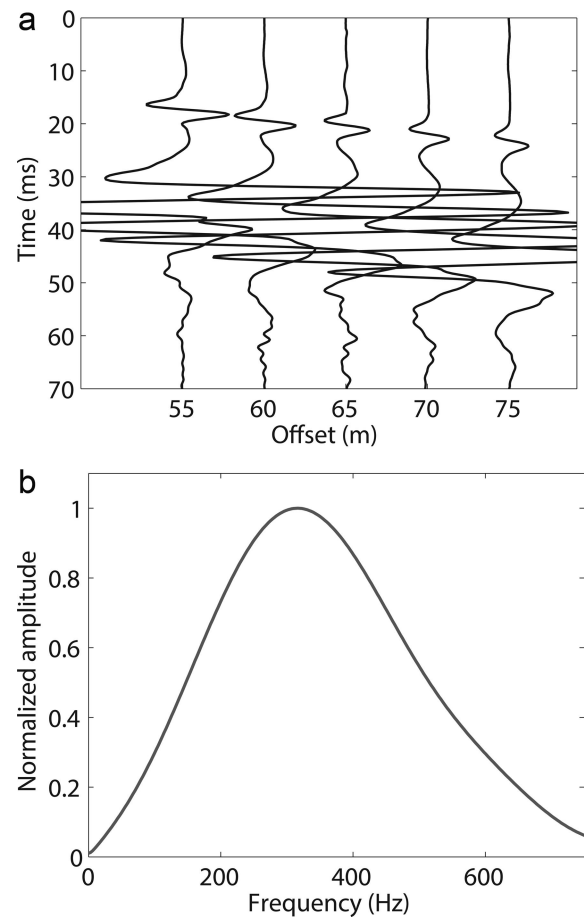 a
0
10
20
30
40
50
60
70
Time (ms)
55 60 65 70 75
Offset (m)
b
1
0.8
0.6
0.4
0.2
0
Normalized amplitude
0 200 400 600
Frequency (Hz)